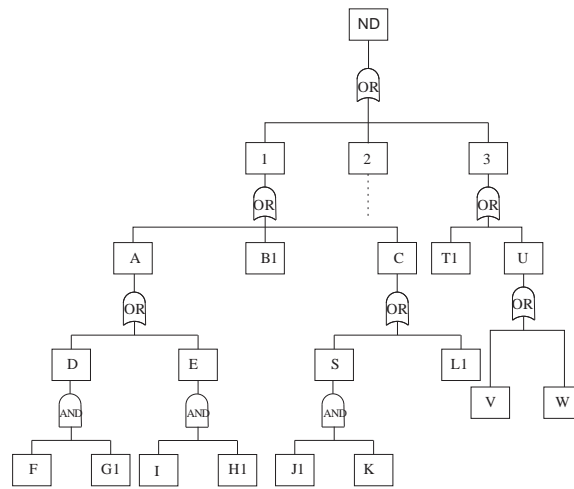 ND
OR
1 2 3
OR OR
A B1 C T1 U
OR OR OR
D E S L1
V W
AND AND AND
F G1 I H1 J1 K